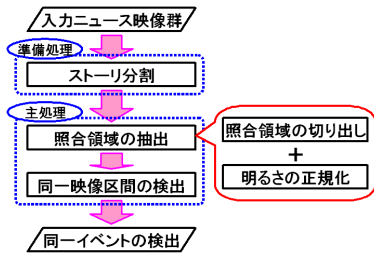 入力ニュース映像群
準備処理
ストーリ分割
主処理
照合領域の抽出
同一映像区間の検出
同一イベントの検出
照合領域の切り出し
+
明るさの正規化